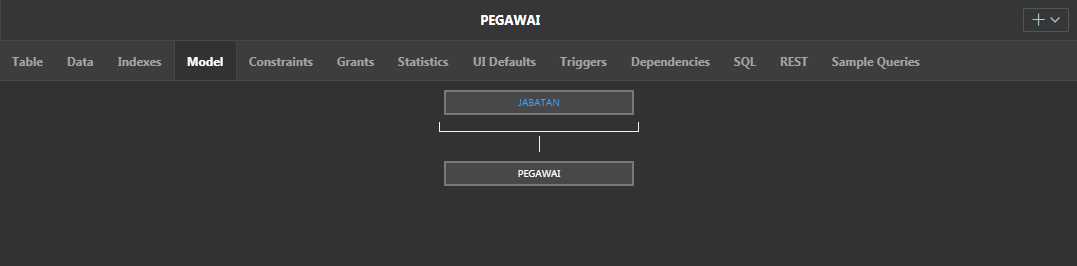 PEGAWAI
Table Data Indexes Model Constraints Grants Statistics UI Defaults Triggers Dependencies SQL REST Sample Queries
JABATAN
PEGAWAI